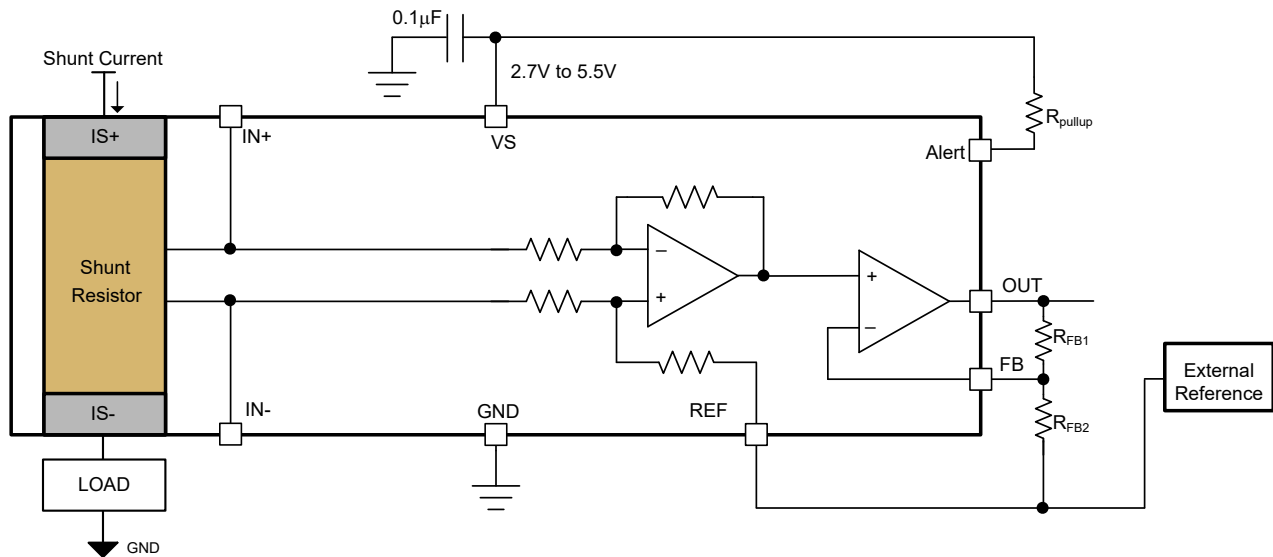 0.1μF
Shunt Current
2.7V to 5.5V
IS+
IN+
VS
Rpullup
Alert
−
+
Shunt
Resistor
+
−
OUT
RFB1
FB
External
Reference
IS-
IN-
GND
REF
RFB2
LOAD
GND